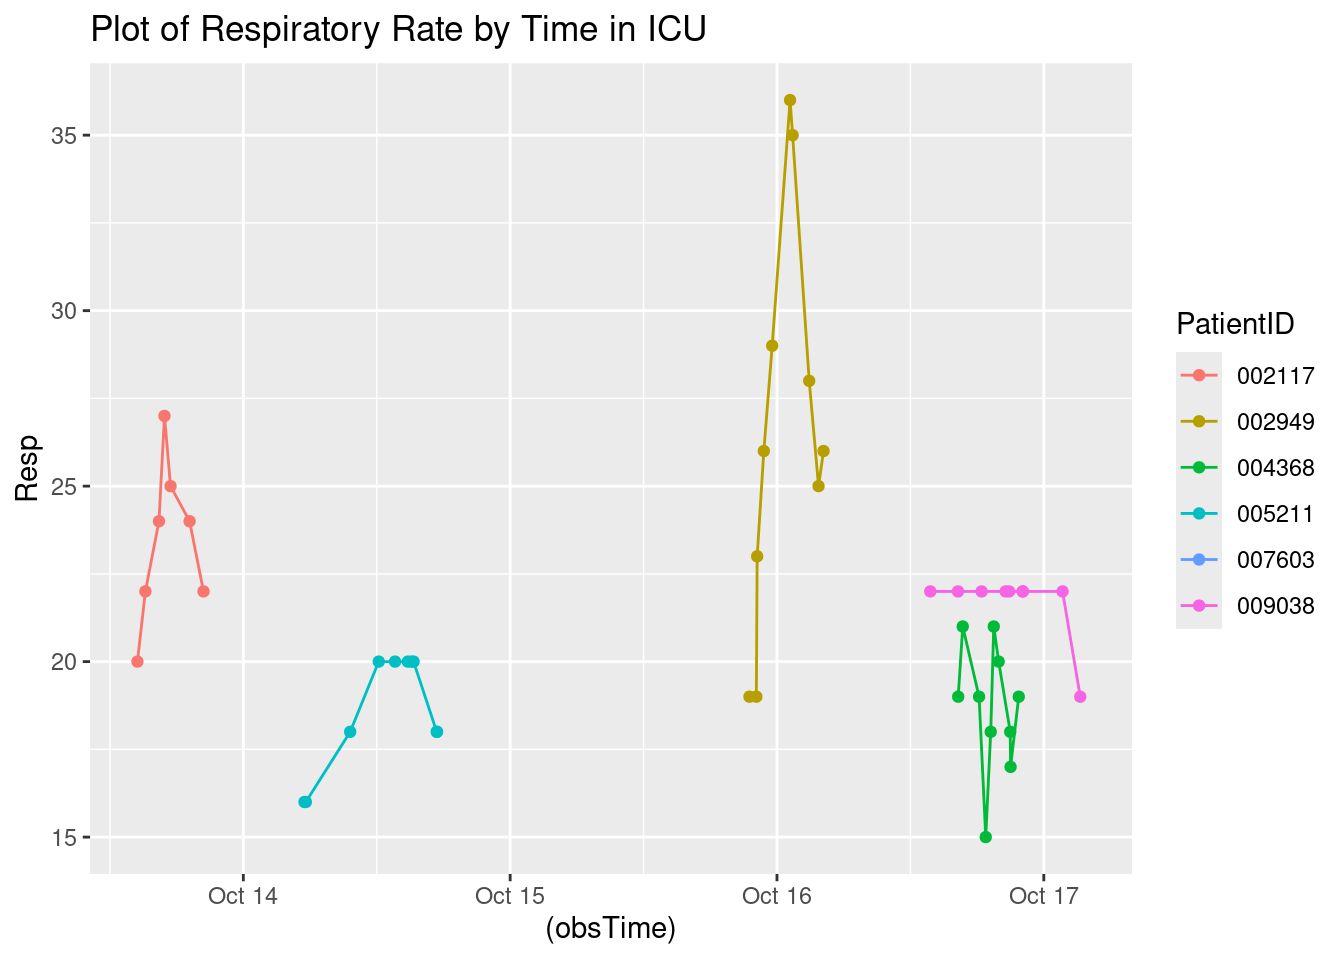 Plot of Respiratory Rate by Time in ICU
35
30
25
20
15
Resp
Oct 14
Oct 15
Oct 16
Oct 17
(obsTime)
PatientID
002117
002949
004368
005211
007603
009038